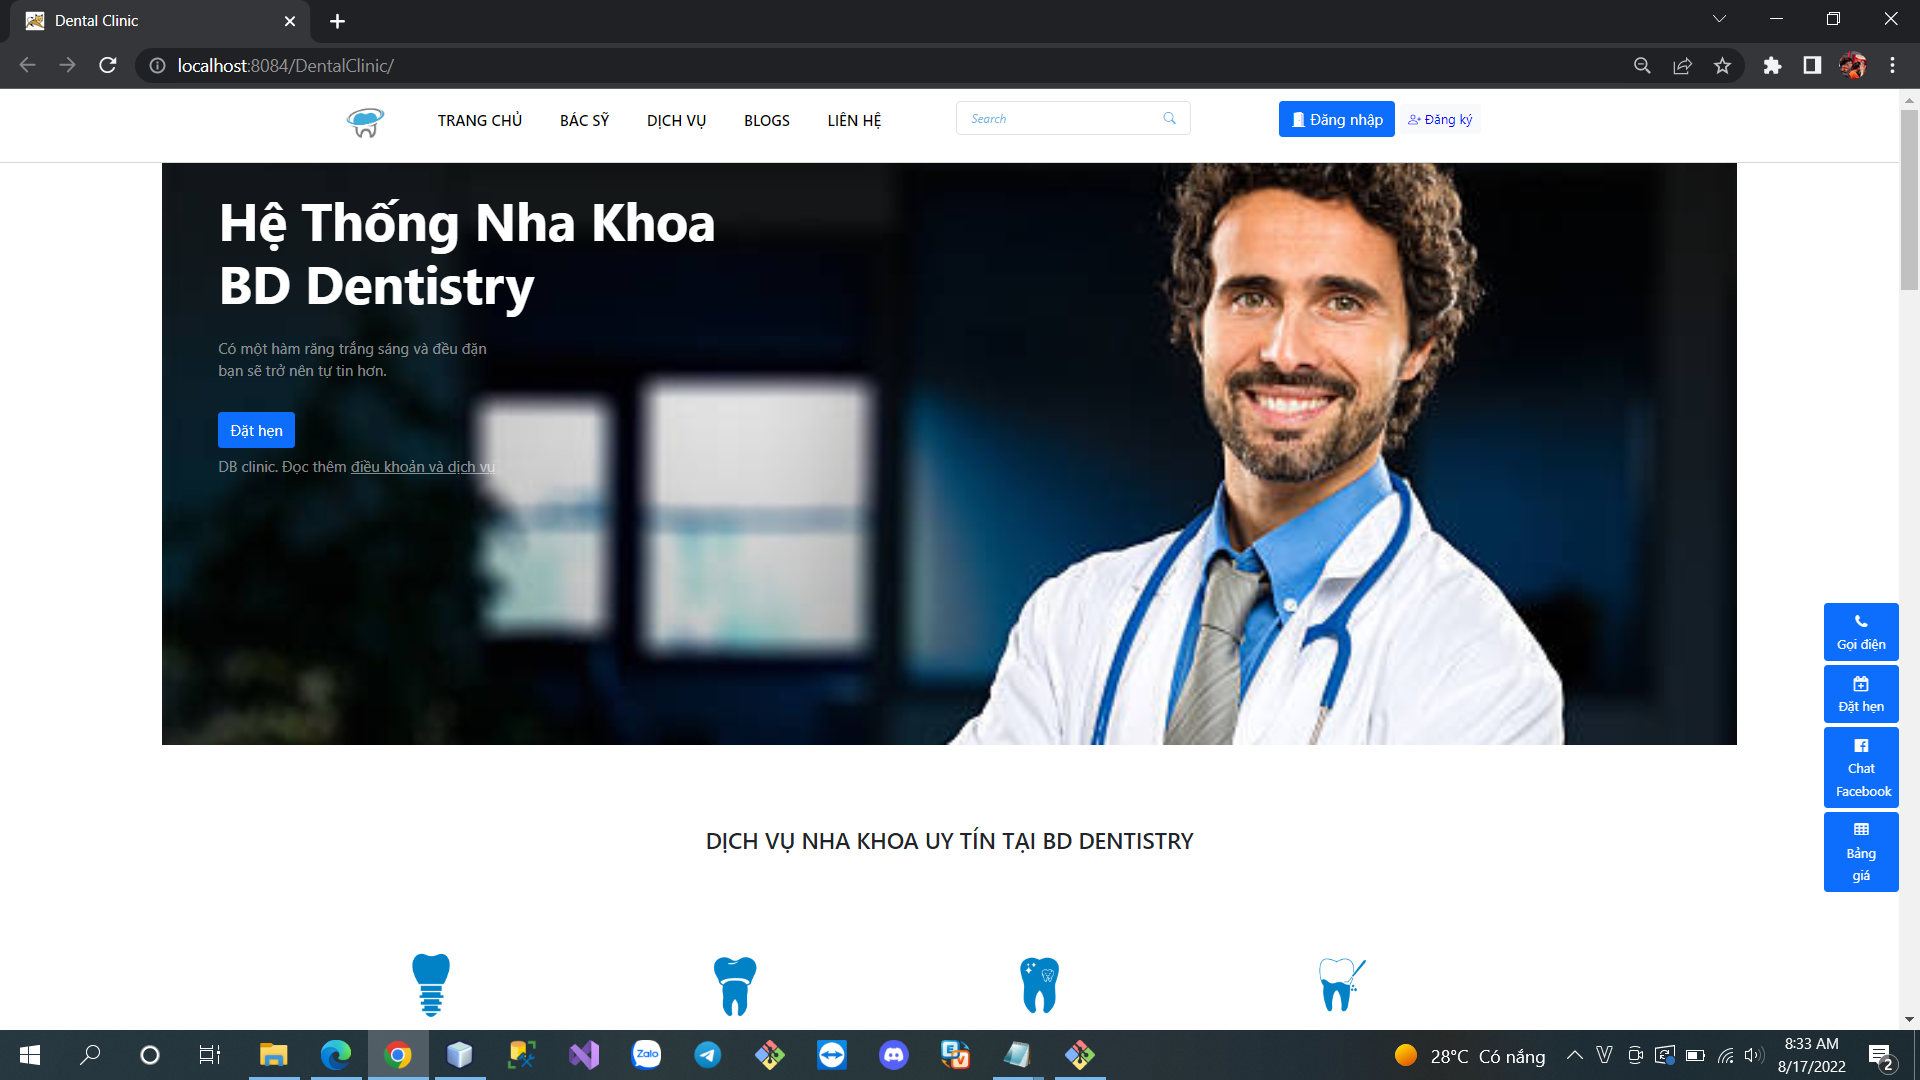 Dental Clinic
localhost:8084/DentalClinic/
TRANG CHỦ BÁC SỸ DỊCH VỤ BLOGS LIÊN HỆ Search Đăng nhập Đăng ký
Hệ Thống Nha Khoa
BD Dentistry
Có một hàm răng trắng sáng và đều đặn
bạn sẽ trở nên tự tin hơn.
Đặt hẹn
DB clinic. Đọc thêm điều khoản và dịch vụ
Gọi điện
Đặt hẹn
Chat
Facebook
Bảng
giá
DỊCH VỤ NHA KHOA UY TÍN TẠI BD DENTISTRY
Zalo
28°C Có nắng
8:33 AM
8/17/2022
2